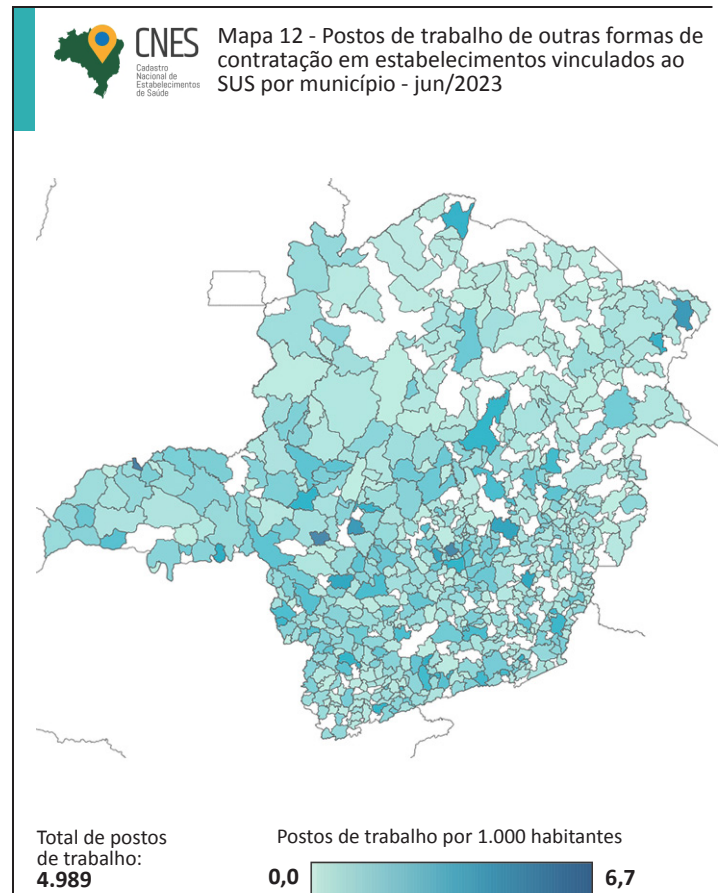 CNES
Cadastro
Nacional de
Estabelecimentos
de Saúde
Mapa 12 - Postos de trabalho de outras formas de
contratação em estabelecimentos vinculados ao
SUS por município - jun/2023
Total de postos
de trabalho:
4.989
Postos de trabalho por 1.000 habitantes
0,0
6,7